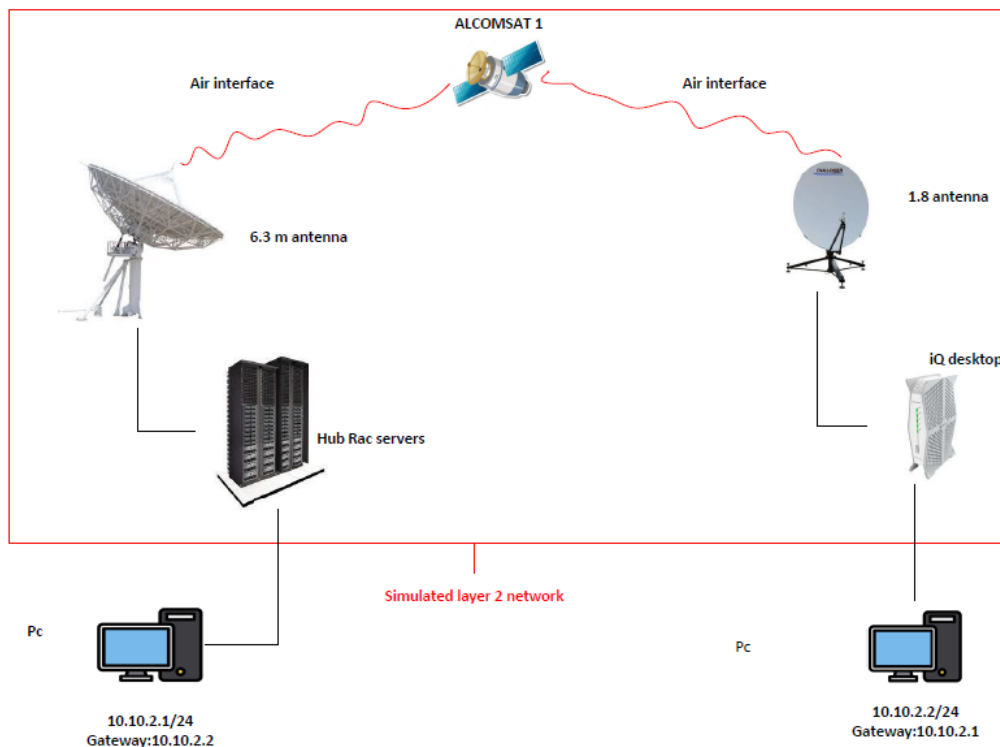 ALCOMSAT 1
Air interface
Air interface
CHALLENGER
1.8 antenna
6.3 m antenna
iQ desktop
Hub Rac servers
Simulated layer 2 network
Pc
Pc
10.10.2.1/24
Gateway:10.10.2.2
10.10.2.2/24
Gateway:10.10.2.1